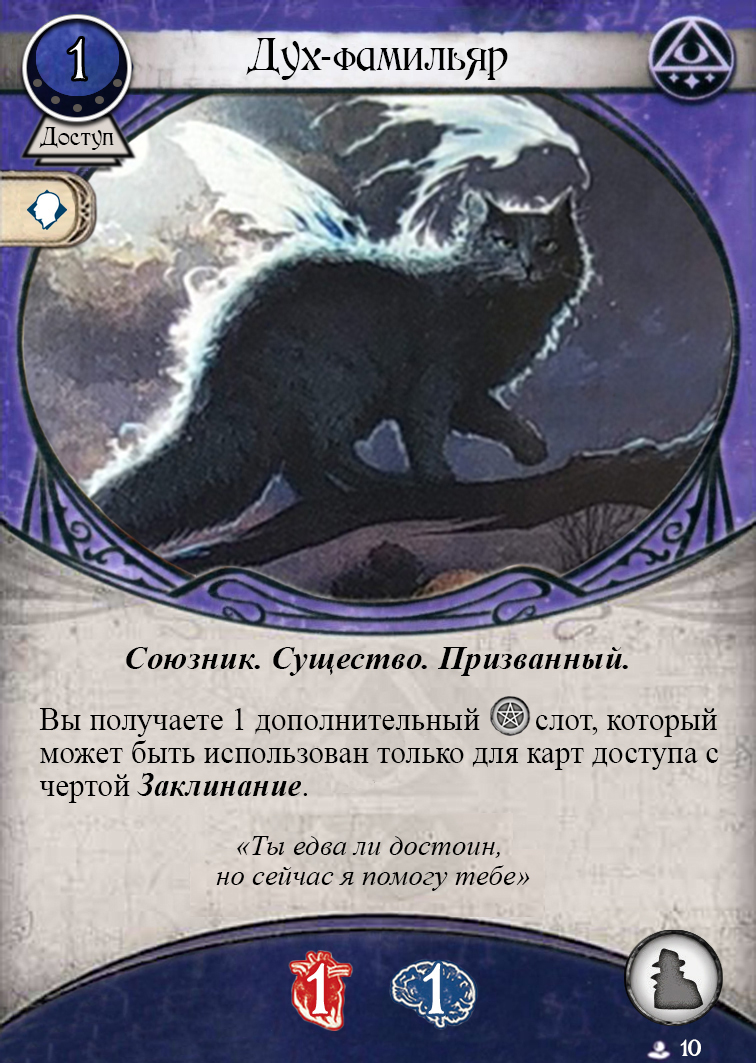 1
Дух-фамильяр
Доступ
Союзник. Существо. Призванный.
Вы получаете 1 дополнительный слот, который
может быть использован только для карт доступа с
чертой Заклинание.
«Ты едва ли достоин,
но сейчас я помогу тебе»
1 1
10